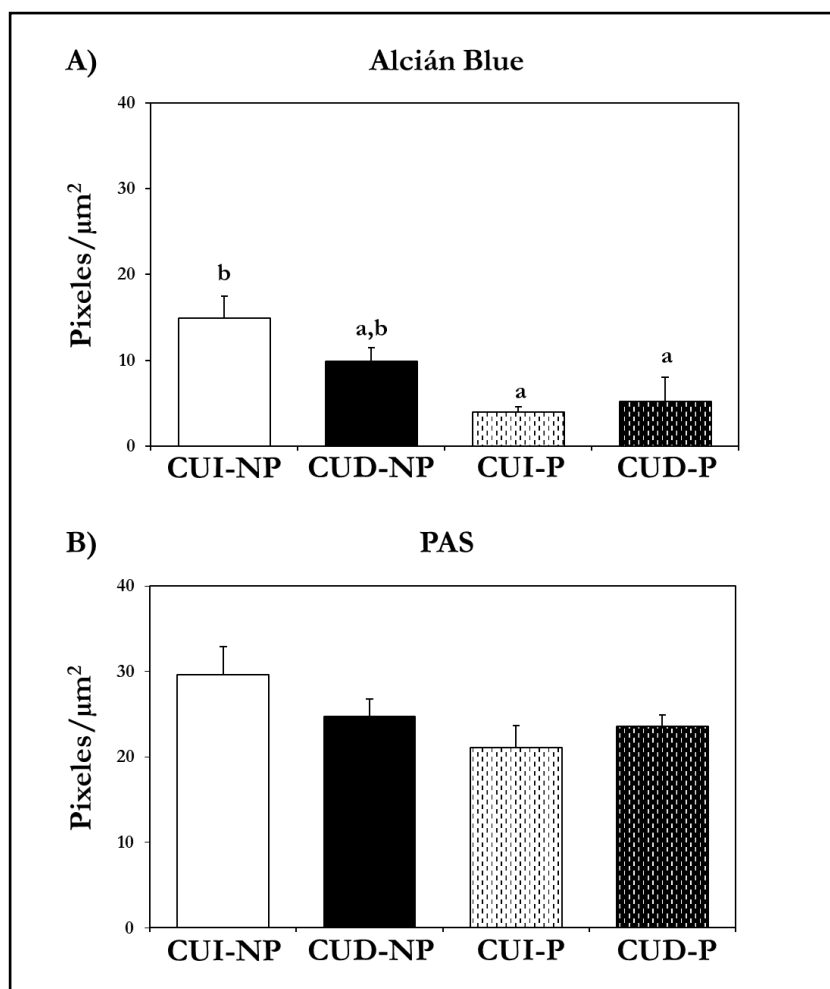 A) Alcián Blue
40
30
20
10
0
Pixeles/µm²
b
a,b
a
a
CUI-NP CUD-NP CUI-P CUD-P
B) PAS
40
30
20
10
0
Pixeles/µm²
CUI-NP CUD-NP CUI-P CUD-P